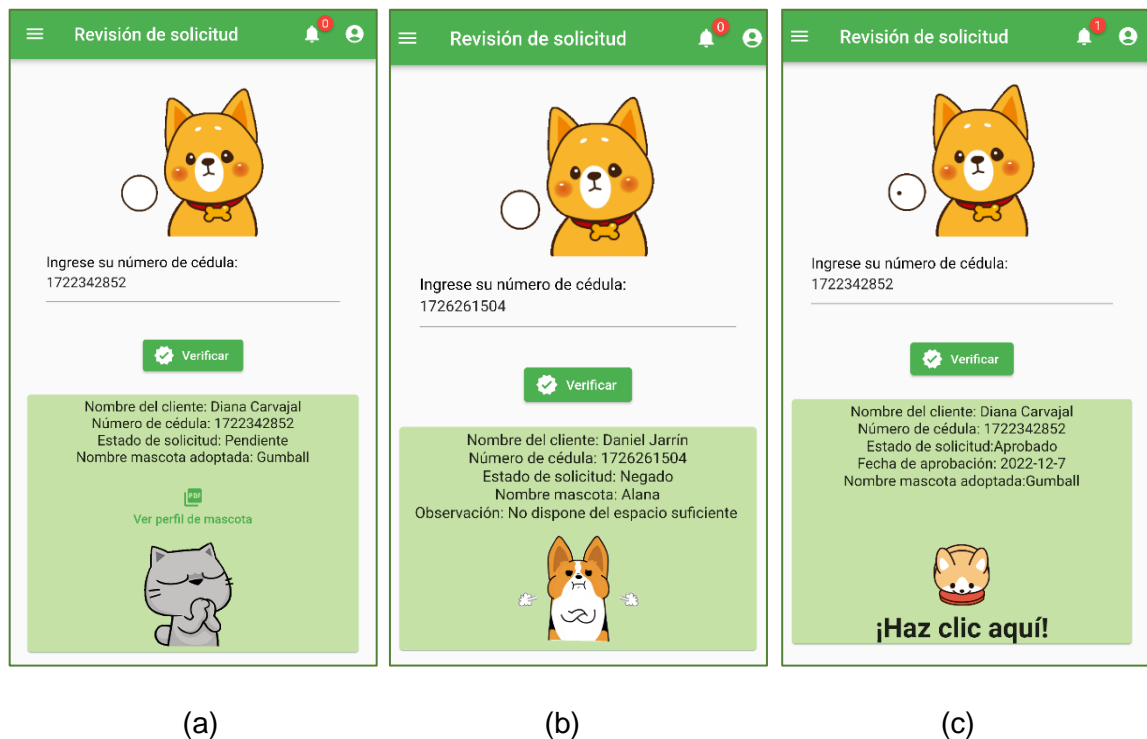 Revisión de solicitud
0
Ingrese su número de cédula:
1722342852
Verificar
Nombre del cliente: Diana Carvajal
Número de cédula: 1722342852
Estado de solicitud: Pendiente
Nombre mascota adoptada: Gumball
PDF
Ver perfil de mascota
(a)
Revisión de solicitud
0
Ingrese su número de cédula:
1726261504
Verificar
Nombre del cliente: Daniel Jarrín
Número de cédula: 1726261504
Estado de solicitud: Negado
Nombre mascota: Alana
Observación: No dispone del espacio suficiente
(b)
Revisión de solicitud
1
Ingrese su número de cédula:
1722342852
Verificar
Nombre del cliente: Diana Carvajal
Número de cédula: 1722342852
Estado de solicitud:Aprobado
Fecha de aprobación: 2022-12-7
Nombre mascota adoptada:Gumball
¡Haz clic aquí!
(c)